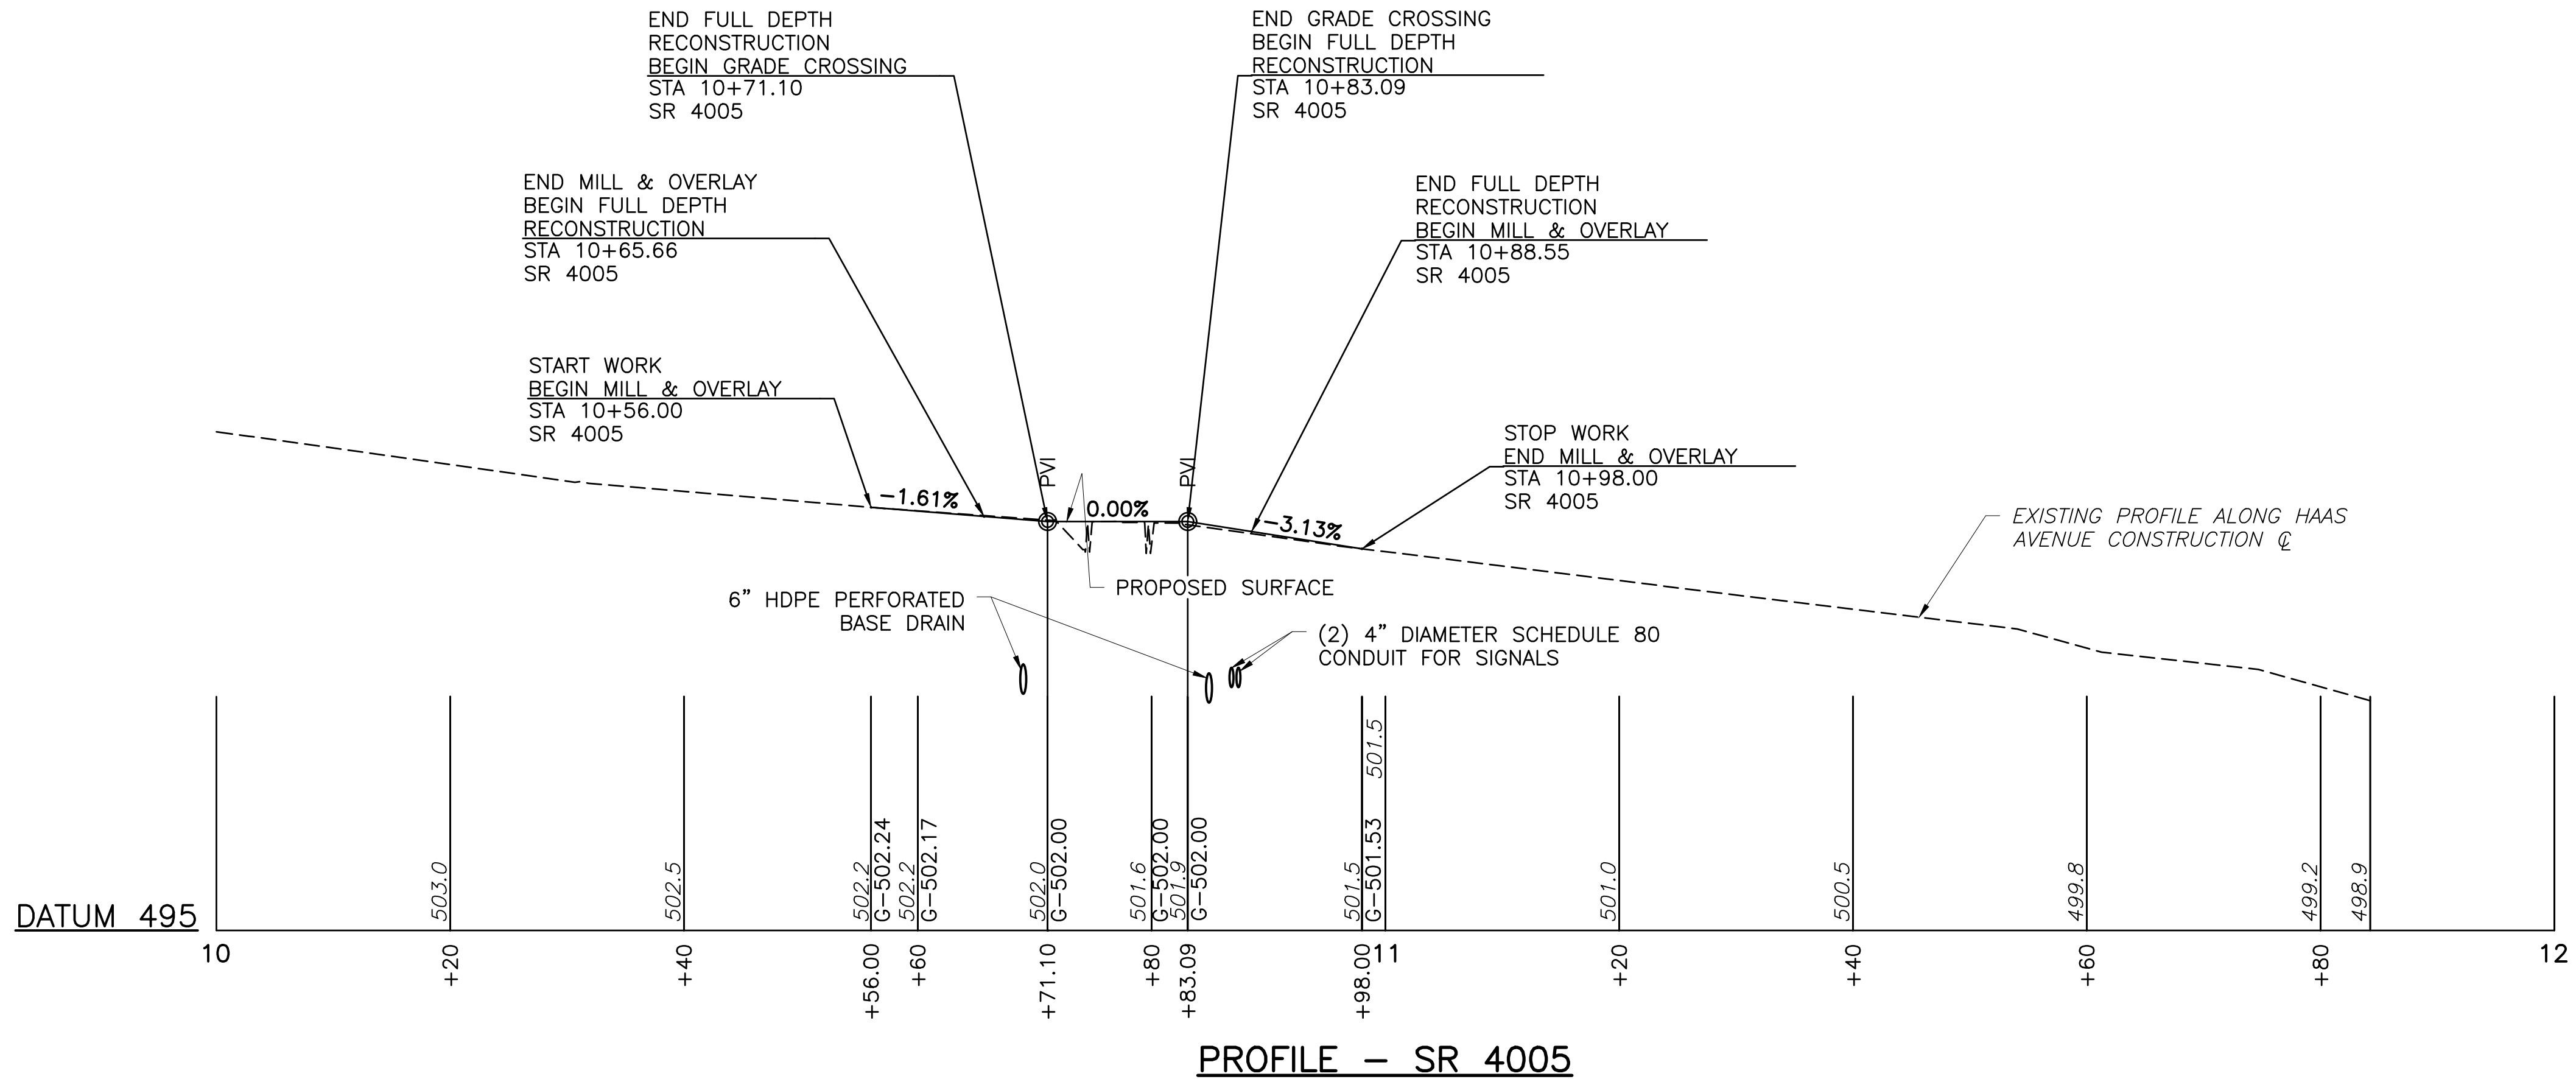 END FULL DEPTH
RECONSTRUCTION
BEGIN GRADE CROSSING
STA 10+71.10
SR 4005
END GRADE CROSSING
BEGIN FULL DEPTH
RECONSTRUCTION
STA 10+83.09
SR 4005
END MILL & OVERLAY
BEGIN FULL DEPTH
RECONSTRUCTION
STA 10+65.66
SR 4005
END FULL DEPTH
RECONSTRUCTION
BEGIN MILL & OVERLAY
STA 10+88.55
SR 4005
START WORK
BEGIN MILL & OVERLAY
STA 10+56.00
SR 4005
STOP WORK
END MILL & OVERLAY
STA 10+98.00
SR 4005
PVI
PVI
-1.61%
0.00%
-3.13%
EXISTING PROFILE ALONG HAAS
AVENUE CONSTRUCTION ℄
PROPOSED SURFACE
6” HDPE PERFORATED
BASE DRAIN
(2) 4” DIAMETER SCHEDULE 80
CONDUIT FOR SIGNALS
503.0
502.5
502.2
G-502.24
502.2
G-502.17
502.0
G-502.00
501.6
G-502.00
501.9
G-502.00
501.5
G-501.53
501.5
501.0
500.5
499.8
499.2
498.9
DATUM 495
10
+20
+40
+56.00
+60
+71.10
+80
+83.09
+98.00
11
+20
+40
+60
+80
12
PROFILE - SR 4005